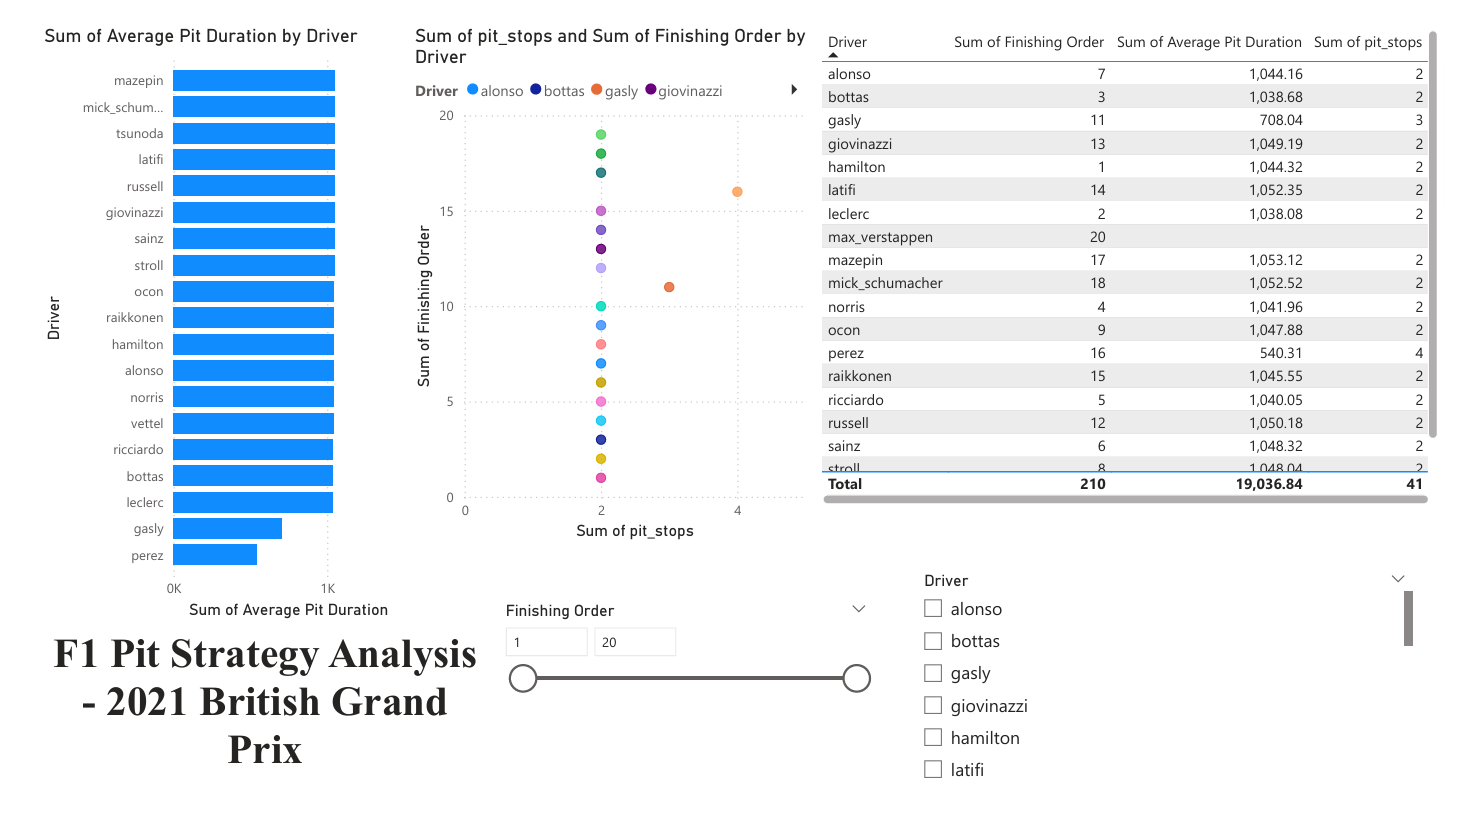 Sum of Average Pit Duration by Driver
Driver
mazepin
mick_schum...
tsunoda
latifi
russell
giovinazzi
sainz
stroll
ocon
raikkonen
hamilton
alonso
norris
vettel
ricciardo
bottas
leclerc
gasly
perez
0K 1K
Sum of Average Pit Duration
Sum of pit_stops and Sum of Finishing Order by
Driver
Driver alonso bottas gasly giovinazzi
Sum of Finishing Order
20
15
10
5
0
0 2 4
Sum of pit_stops
Driver Sum of Finishing Order Sum of Average Pit Duration Sum of pit_stops
alonso 7 1,044.16 2
bottas 3 1,038.68 2
gasly 11 708.04 3
giovinazzi 13 1,049.19 2
hamilton 1 1,044.32 2
latifi 14 1,052.35 2
leclerc 2 1,038.08 2
max_verstappen 20
mazepin 17 1,053.12 2
mick_schumacher 18 1,052.52 2
norris 4 1,041.96 2
ocon 9 1,047.88 2
perez 16 540.31 4
raikkonen 15 1,045.55 2
ricciardo 5 1,040.05 2
russell 12 1,050.18 2
sainz 6 1,048.32 2
stroll 8 1,048.04 2
Total 210 19,036.84 41
F1 Pit Strategy Analysis
- 2021 British Grand
Prix
Finishing Order
1 20
Driver
alonso
bottas
gasly
giovinazzi
hamilton
latifi